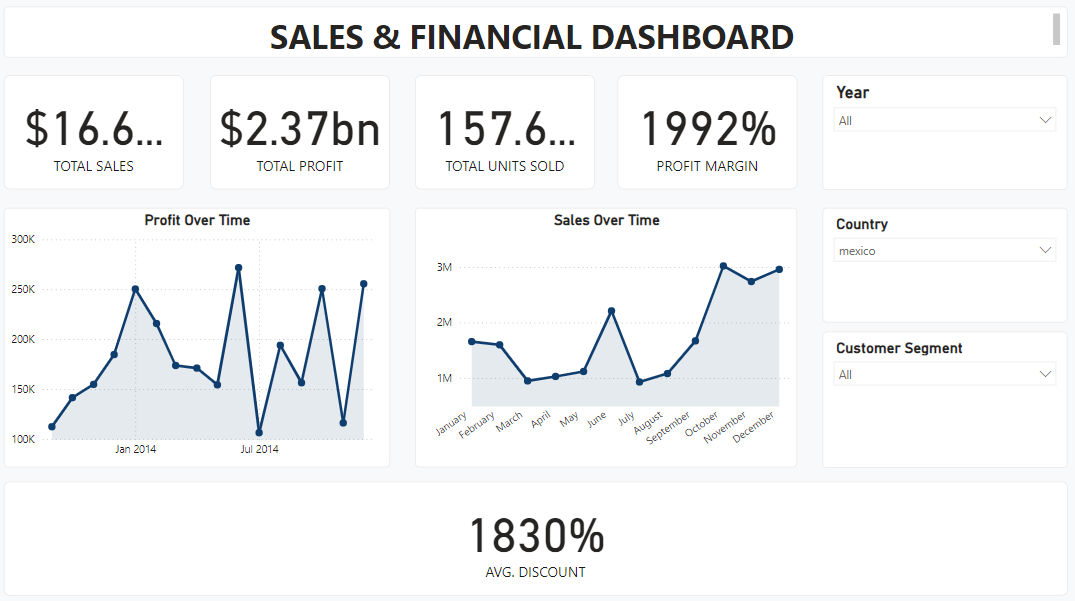 SALES & FINANCIAL DASHBOARD
$16.6...
TOTAL SALES
$2.37bn
TOTAL PROFIT
157.6...
TOTAL UNITS SOLD
1992%
PROFIT MARGIN
Year
All
Profit Over Time
300K
250K
200K
150K
100K
Jan 2014
Jul 2014
Sales Over Time
3M
2M
1M
January
February
March
April
May
June
July
August
September
October
November
December
Country
mexico
Customer Segment
All
1830%
AVG. DISCOUNT